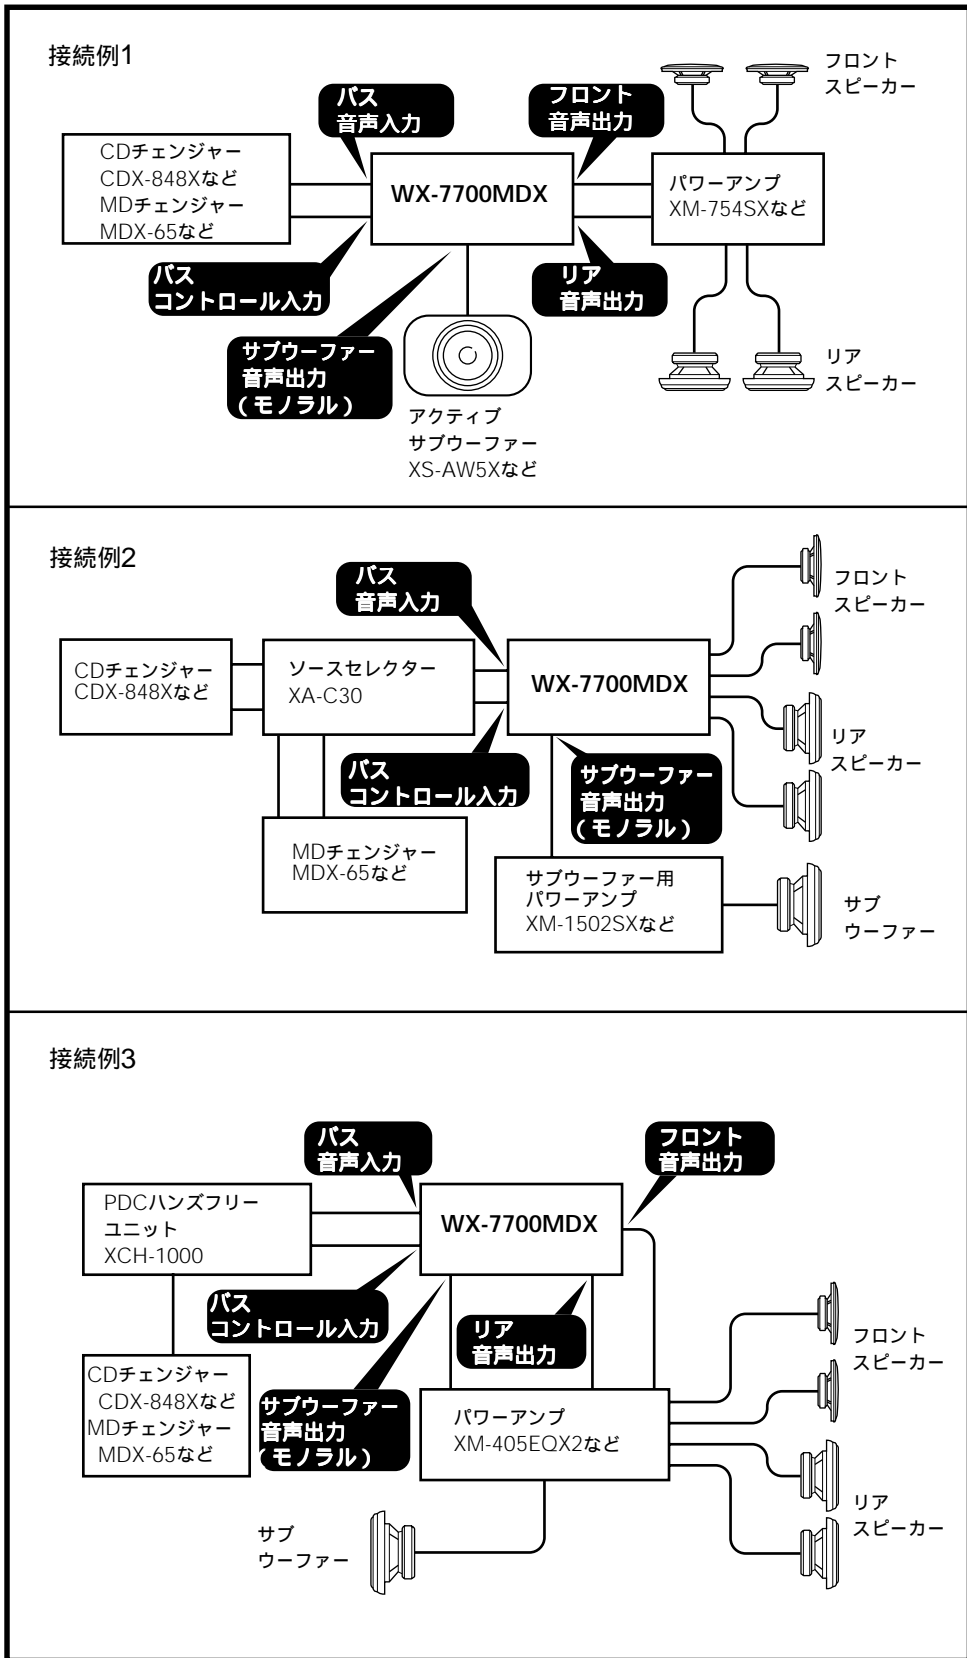 接続例1
フロント
スピーカー
バス
音声入力
フロント
音声出力
CDチェンジャー
CDX-848Xなど
MDチェンジャー
MDX-65など
WX-7700MDX
パワーアンプ
XM-754SXなど
バス
コントロール入力
リア
音声出力
サブウーファー
音声出力
(モノラル)
リア
スピーカー
アクティブ
サブウーファー
XS-AW5Xなど
接続例2
バス
音声入力
フロント
スピーカー
CDチェンジャー
CDX-848Xなど
ソースセレクター
XA-C30
WX-7700MDX
リア
スピーカー
バス
コントロール入力
サブウーファー
音声出力
(モノラル)
MDチェンジャー
MDX-65など
サブウーファー用
パワーアンプ
XM-1502SXなど
サブ
ウーファー
接続例3
バス
音声入力
フロント
音声出力
PDCハンズフリー
ユニット
XCH-1000
WX-7700MDX
バス
コントロール入力
リア
音声出力
フロント
スピーカー
CDチェンジャー
CDX-848Xなど
MDチェンジャー
MDX-65など
サブウーファー
音声出力
(モノラル)
パワーアンプ
XM-405EQX2など
リア
スピーカー
サブ
ウーファー